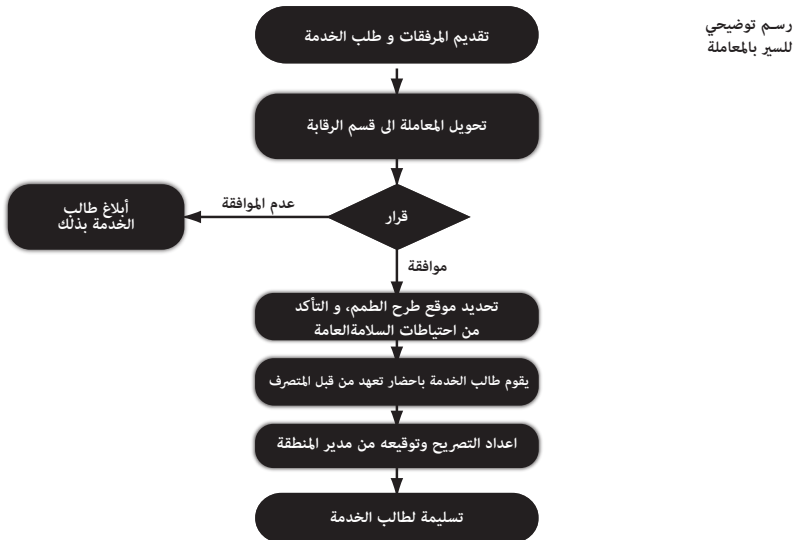 رسم توضيحي
للسير بالمعاملة
تقديم المرفقات و طلب الخدمة
تحويل المعاملة الى قسم الرقابة
قرار
عدم الموافقة
أبلاغ طالب
الخدمة بذلك
موافقة
تحديد موقع طرح الطمم، و التأكد
من احتياطات السلامةالعامة
يقوم طالب الخدمة باحضار تعهد من قبل المتصرف
اعداد التصريح وتوقيعه من مدير المنطقة
تسليمة لطالب الخدمة